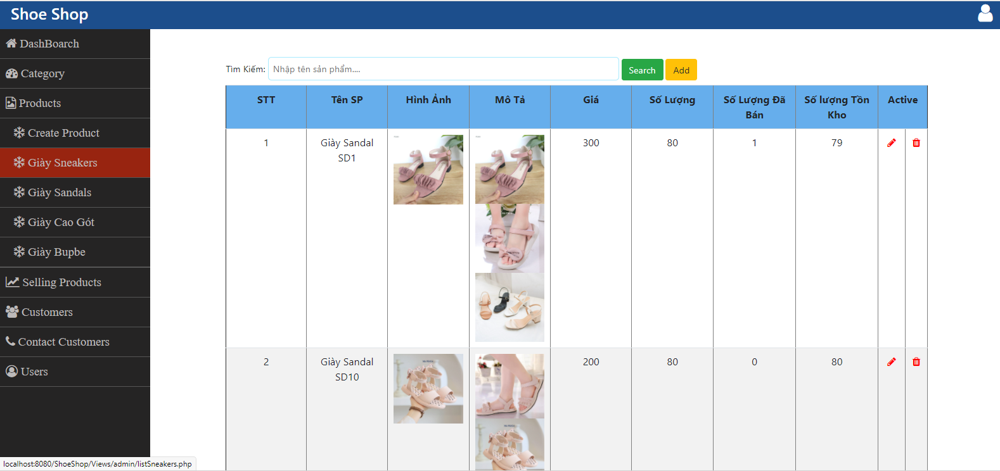 Shoe Shop
DashBoarch
Category
Products
Create Product
Giày Sneakers
Giày Sandals
Giày Cao Gót
Giày Bupbe
Selling Products
Customers
Contact Customers
Users
Tìm Kiếm: Nhập tên sản phẩm.... Search Add
STT Tên SP Hình Ảnh Mô Tả Giá Số Lượng Số Lượng Đã Bán Số lượng Tồn Kho Active
1 Giày Sandal SD1 300 80 1 79
2 Giày Sandal SD10 200 80 0 80
localhost:8080/ShoeShop/Views/admin/listSneakers.php